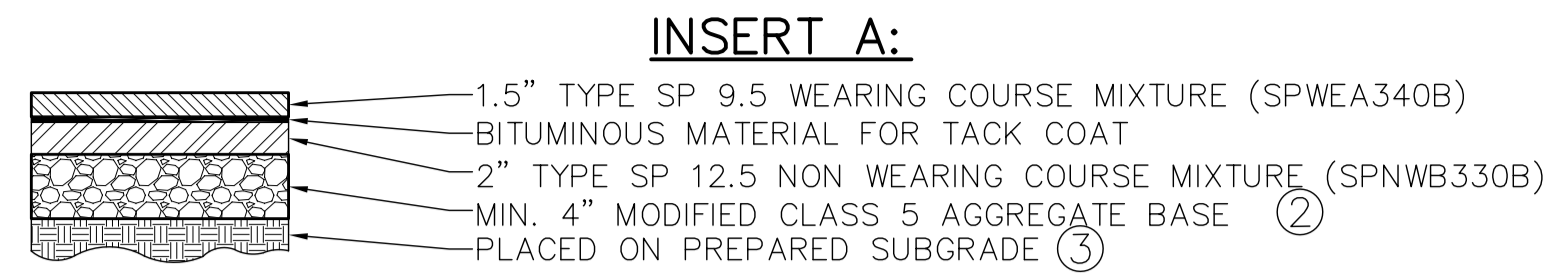 INSERT A:
1.5” TYPE SP 9.5 WEARING COURSE MIXTURE (SPWEA340B)
BITUMINOUS MATERIAL FOR TACK COAT
2” TYPE SP 12.5 NON WEARING COURSE MIXTURE (SPNWB330B)
MIN. 4” MODIFIED CLASS 5 AGGREGATE BASE ②
PLACED ON PREPARED SUBGRADE ③